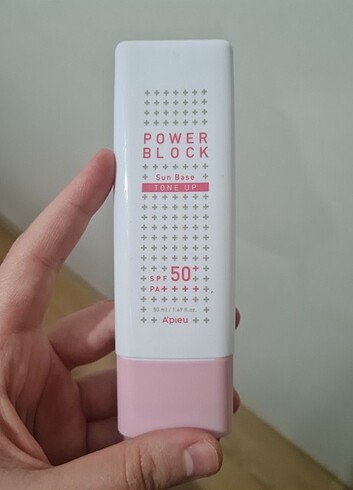 POWER
BLOCK
Sun Base
TONE UP
SPF 50+
PA++++
50 ml / 1.69 fl.oz.
A'PIEU